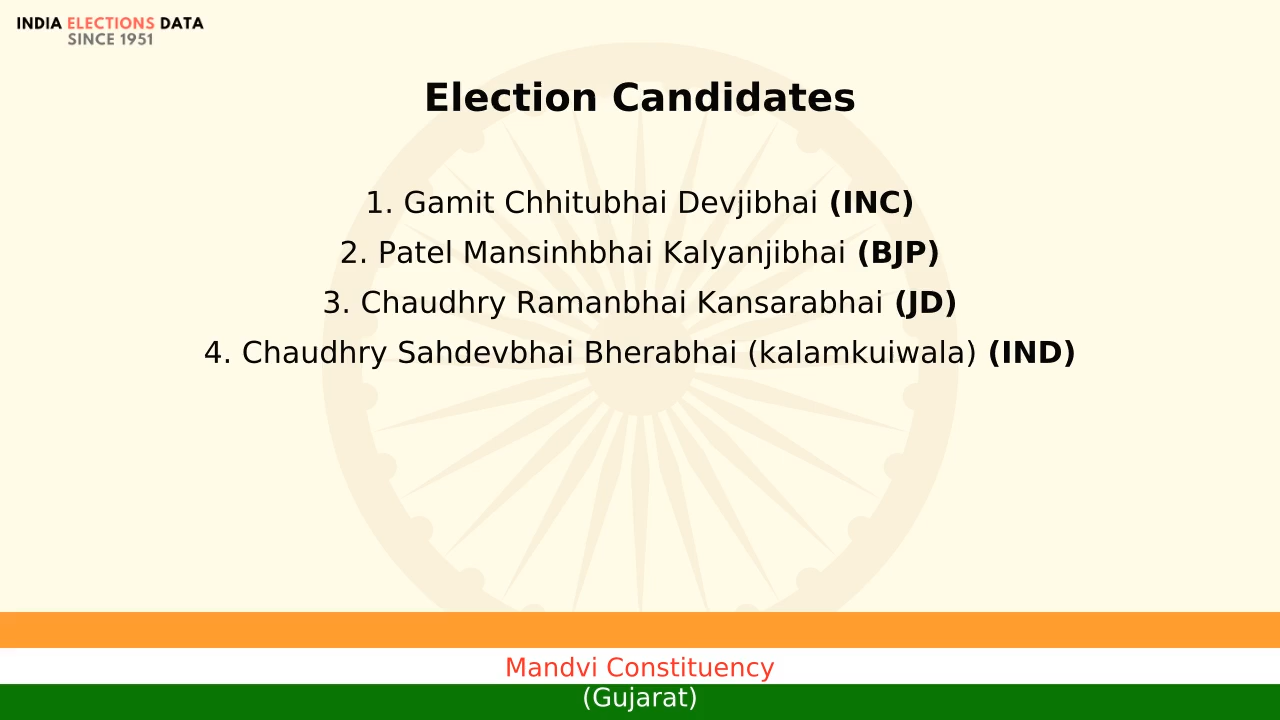 INDIA ELECTIONS DATA
SINCE 1951
Election Candidates
1. Gamit Chhitubhai Devjibhai (INC)
2. Patel Mansinhbhai Kalyanjibhai (BJP)
3. Chaudhry Ramanbhai Kansarabhai (JD)
4. Chaudhry Sahdevbhai Bherabhai (kalamkuiwala) (IND)
Mandvi Constituency
(Gujarat)